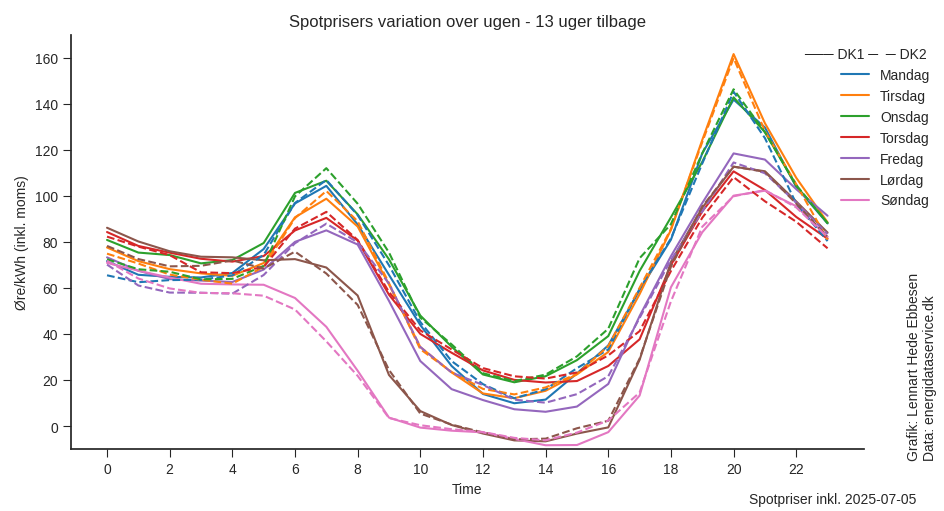 Spotprisers variation over ugen - 13 uger tilbage
DK1 DK2
Mandag
Tirsdag
Onsdag
Torsdag
Fredag
Lørdag
Søndag
Øre/kWh (inkl. moms)
160
140
120
100
80
60
40
20
0
0 2 4 6 8 10 12 14 16 18 20 22
Time
Grafik: Lennart Hede Ebbesen
Data: energidataservice.dk
Spotpriser inkl. 2025-07-05